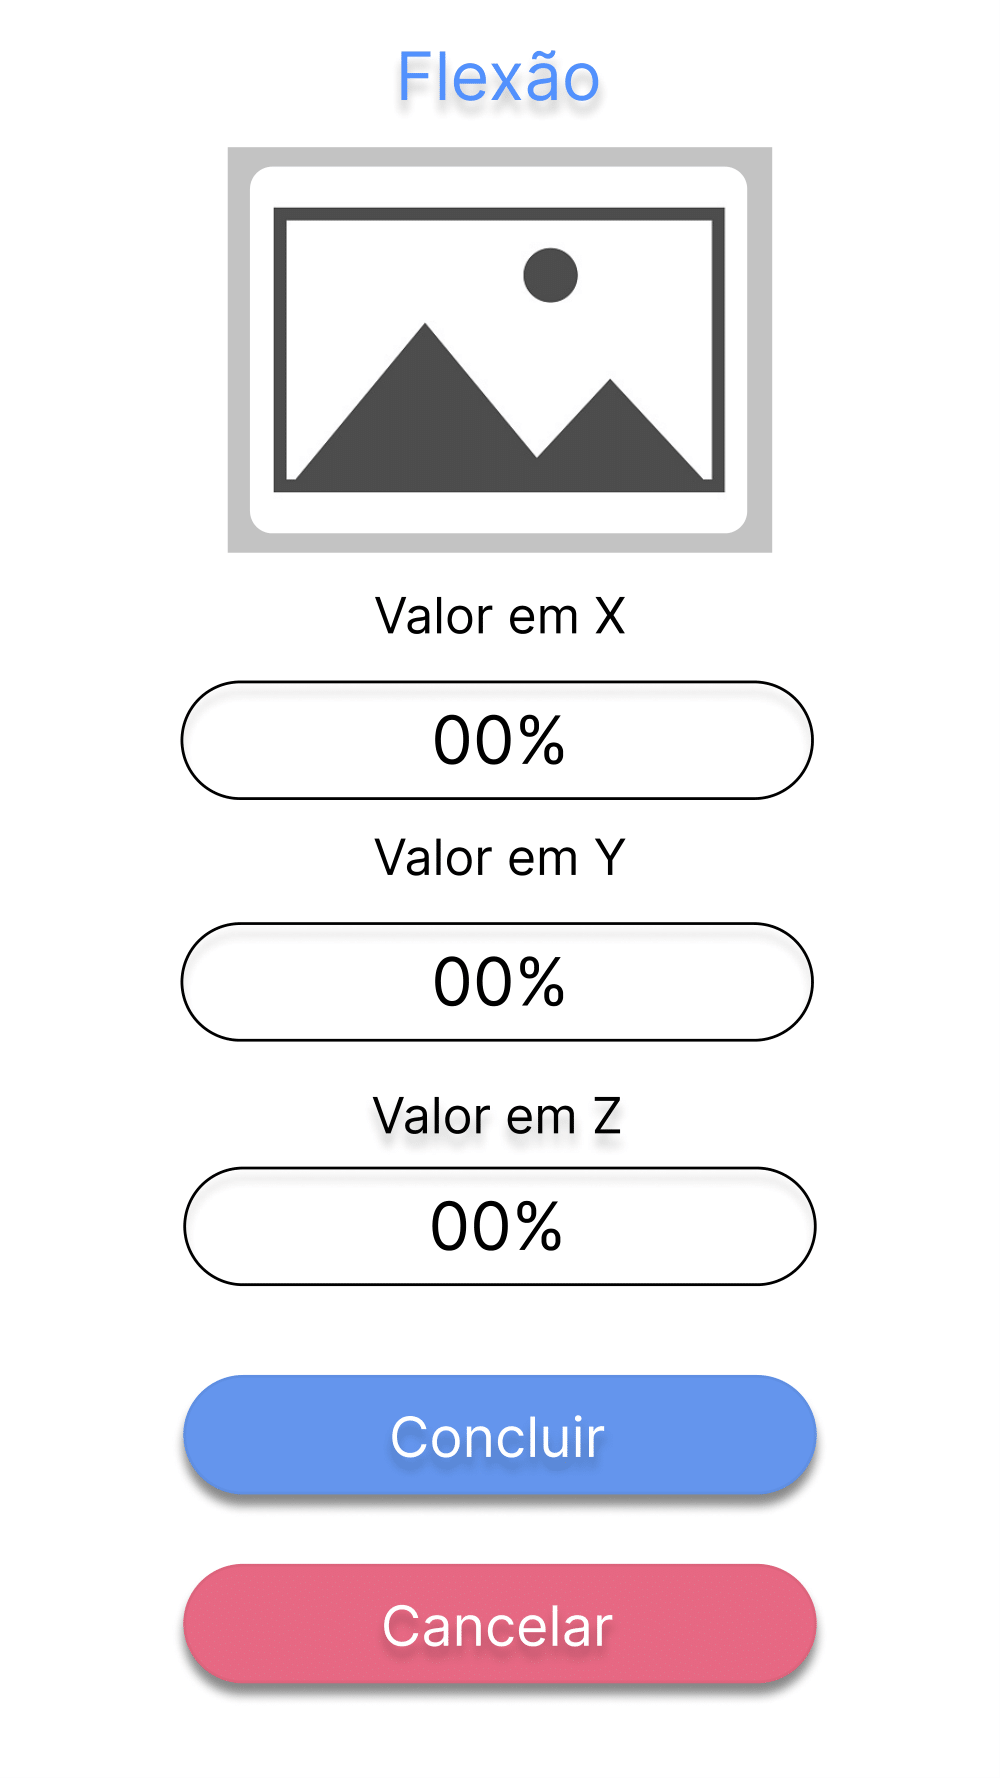 Flexão
Valor em X
00%
Valor em Y
00%
Valor em Z
00%
Concluir
Cancelar